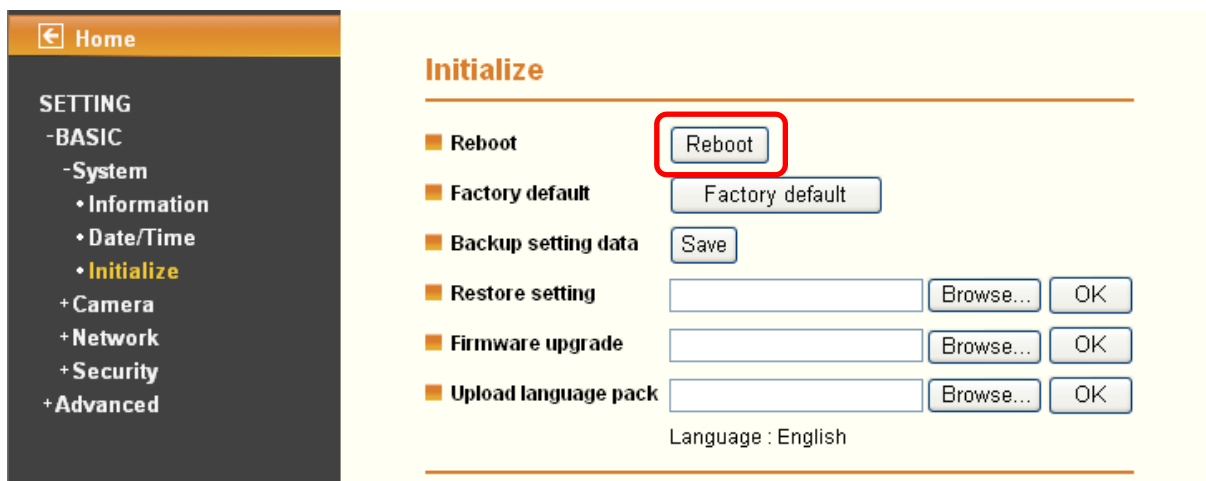 Home
SETTING
-BASIC
-System
•Information
•Date/Time
•Initialize
+Camera
+Network
+Security
+Advanced
Initialize
Reboot Reboot
Factory default Factory default
Backup setting data Save
Restore setting Browse... OK
Firmware upgrade Browse... OK
Upload language pack Browse... OK
Language : English